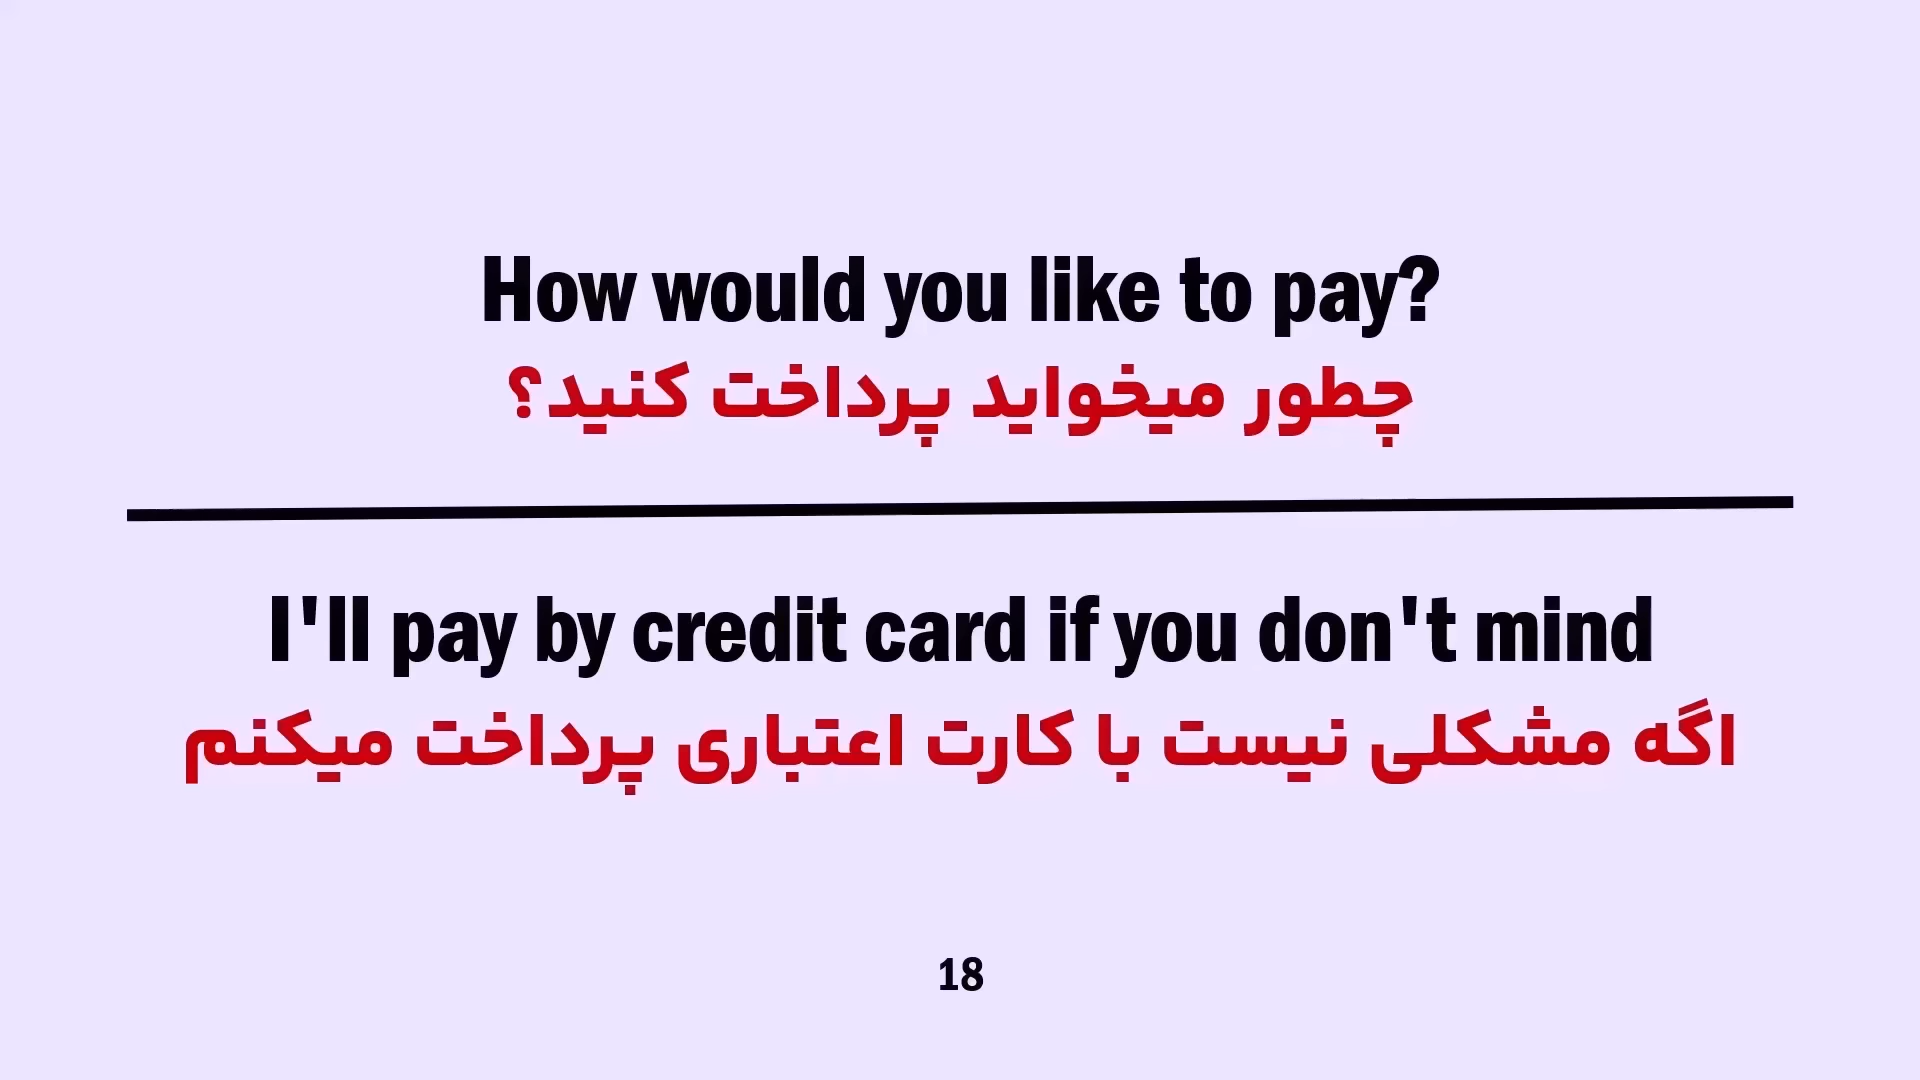 How would you like to pay?
چطور میخواید پرداخت کنید؟
I'll pay by credit card if you don't mind
اگه مشکلی نیست با کارت اعتباری پرداخت میکنم
18